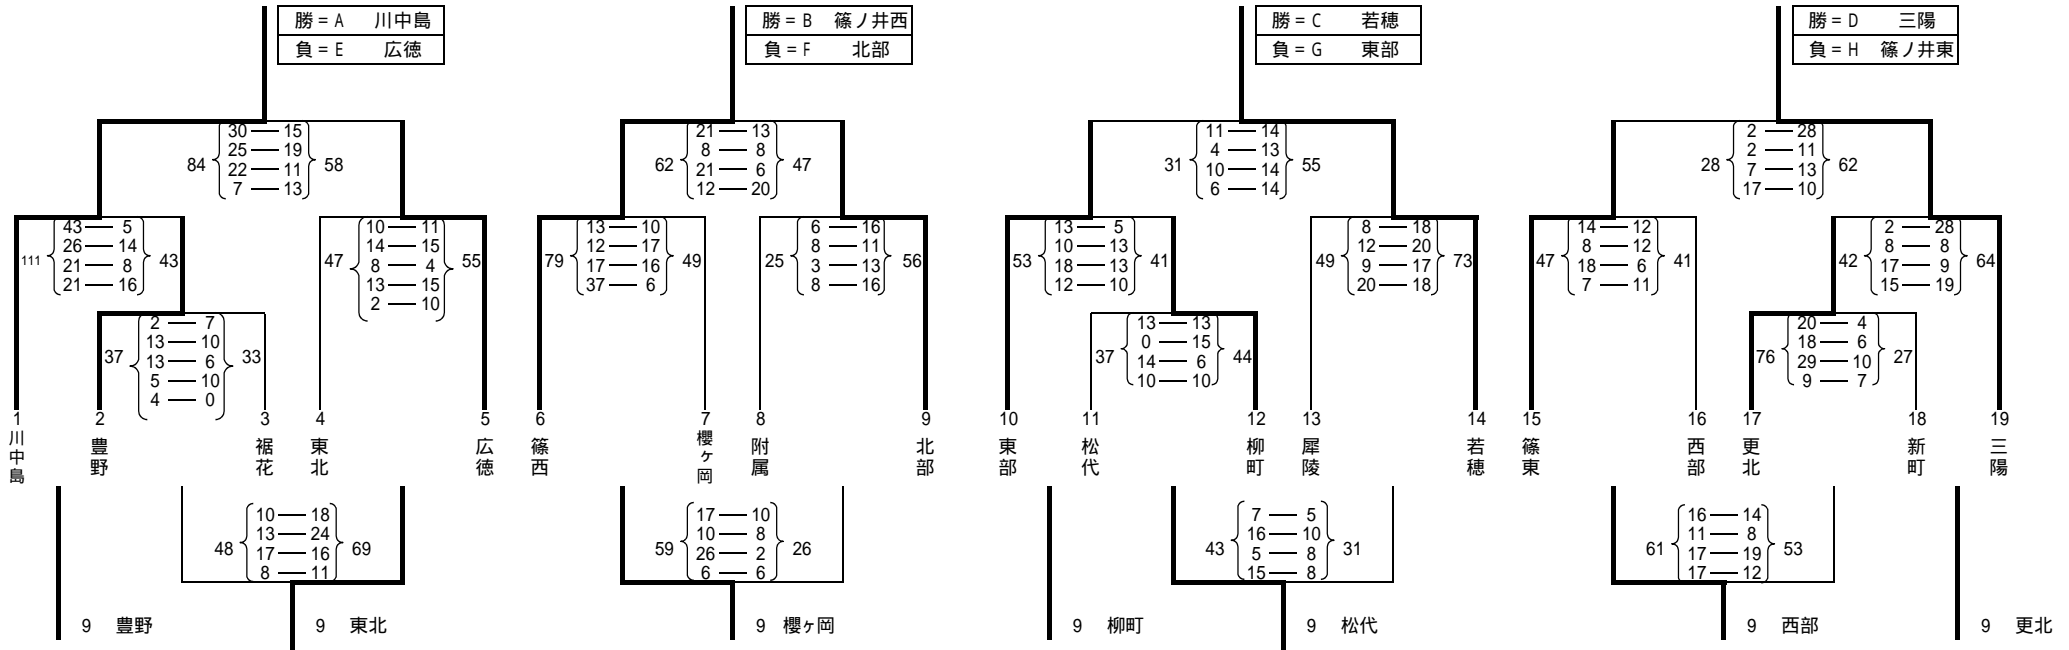 勝=A 川中島
負=E 広徳
勝=B 篠ノ井西
負=F 北部
勝=C 若穂
負=G 東部
勝=D 三陽
負=H 篠ノ井東
84 30 — 15 58
25 — 19
22 — 11
7 — 13
62 21 — 13 47
8 — 8
21 — 6
12 — 20
31 11 — 14 55
4 — 13
10 — 14
6 — 14
28 2 — 28 62
2 — 11
7 — 13
17 — 10
111 43 — 5 43
26 — 14
21 — 8
21 — 16
47 10 — 11 55
14 — 15
8 — 4
13 — 15
2 — 10
79 13 — 10 49
12 — 17
17 — 16
37 — 6
25 6 — 16 56
8 — 11
3 — 13
8 — 16
53 13 — 5 41
10 — 13
18 — 13
12 — 10
49 8 — 18 73
12 — 20
9 — 17
20 — 18
47 14 — 12 41
8 — 12
18 — 6
7 — 11
42 2 — 28 64
8 — 8
17 — 9
15 — 19
37 2 — 7 33
13 — 10
13 — 6
5 — 10
4 — 0
37 13 — 13 44
0 — 15
14 — 6
10 — 10
76 20 — 4 27
18 — 6
29 — 10
9 — 7
1 川中島
2 豊野
3 裾花
4 東北
5 広徳
6 篠西
7 櫻ヶ岡
8 附属
9 北部
10 東部
11 松代
12 柳町
13 犀陵
14 若穂
15 篠東
16 西部
17 更北
18 新町
19 三陽
48 10 — 18 69
13 — 24
17 — 16
8 — 11
59 17 — 10 26
10 — 8
26 — 2
6 — 6
43 7 — 5 31
16 — 10
5 — 8
15 — 8
61 16 — 14 53
11 — 8
17 — 19
17 — 12
9 豊野
9 東北
9 櫻ヶ岡
9 柳町
9 松代
9 西部
9 更北